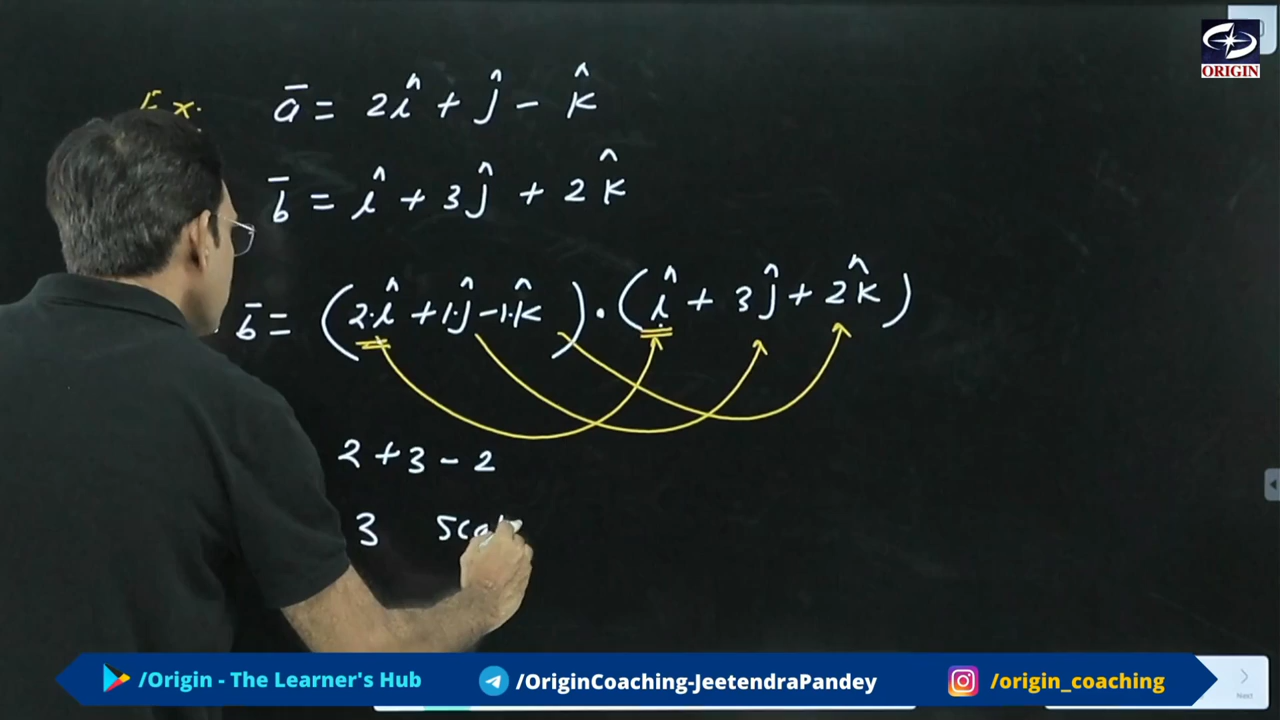 ORIGIN
Ex:
a̅ = 2î + ĵ - k̂
b̅ = î + 3ĵ + 2k̂
b̅ = (2·î + 1·ĵ - 1·k̂) · (î + 3ĵ + 2k̂)
2 + 3 - 2
3
/Origin - The Learner's Hub /OriginCoaching-JeetendraPandey /origin_coaching
Next